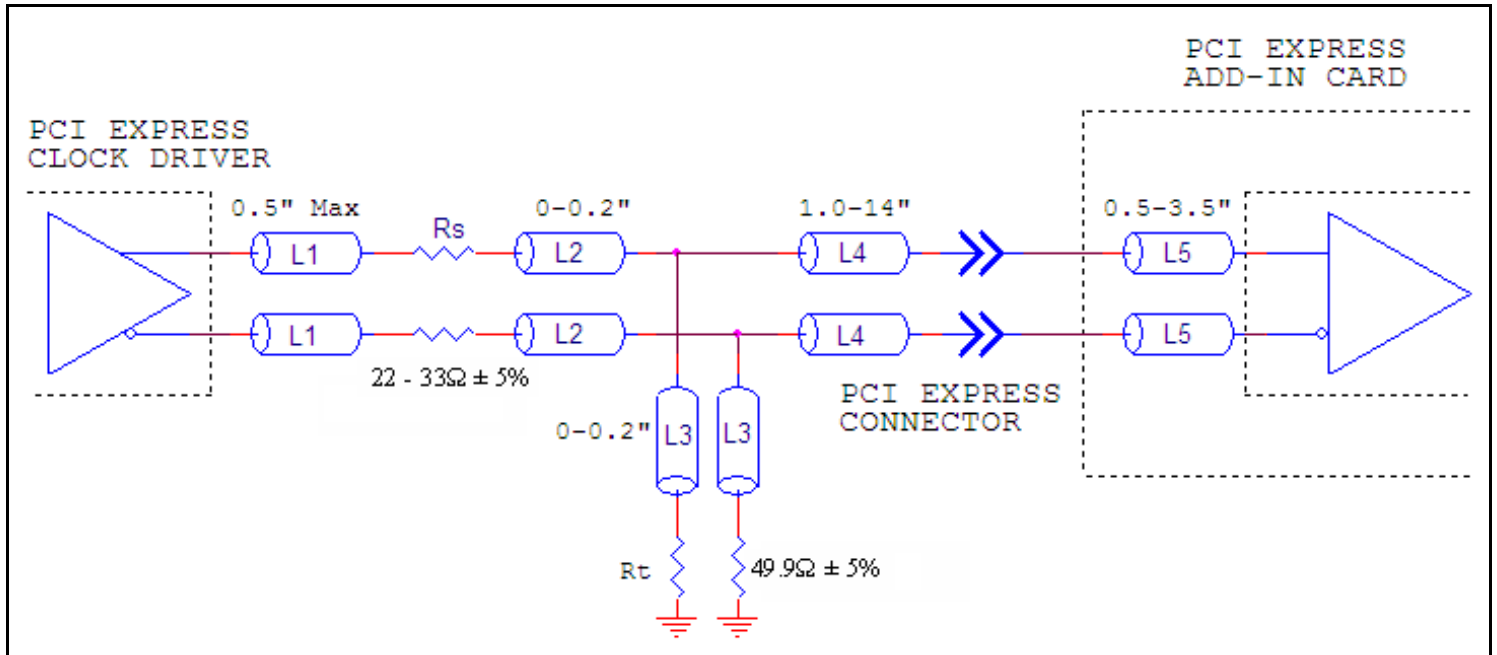 PCI EXPRESS
ADD-IN CARD
PCI EXPRESS
CLOCK DRIVER
0.5" Max
0-0.2"
1.0-14"
0.5-3.5"
Rs
L1
L2
L4
L5
L1
L2
L4
L5
22 - 33Ω ± 5%
PCI EXPRESS
CONNECTOR
0-0.2"
L3
L3
Rt
49.9Ω ± 5%